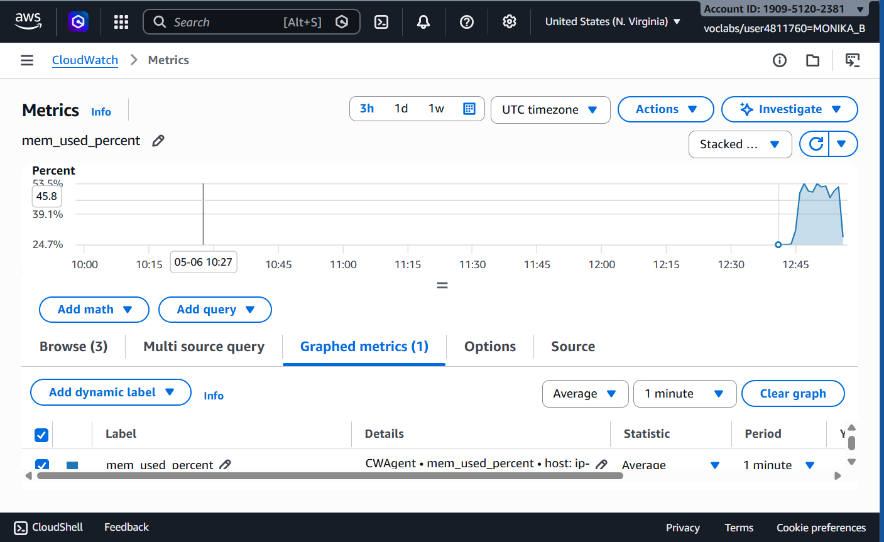 aws
Search [Alt+S]
United States (N. Virginia)
Account ID: 1909-5120-2381
voclabs/user4811760=MONIKA_B
CloudWatch > Metrics
Metrics Info
3h 1d 1w UTC timezone Actions Investigate
mem_used_percent
Stacked ...
Percent
53.5%
45.8
39.1%
24.7%
10:00 10:15 05-06 10:27 10:45 11:00 11:15 11:30 11:45 12:00 12:15 12:30 12:45
Add math Add query
Browse (3) Multi source query Graphed metrics (1) Options Source
Add dynamic label Info Average 1 minute Clear graph
Label Details Statistic Period Y
mem_used_percent CWAgent • mem_used_percent • host: ip- Average 1 minute
CloudShell Feedback Privacy Terms Cookie preferences